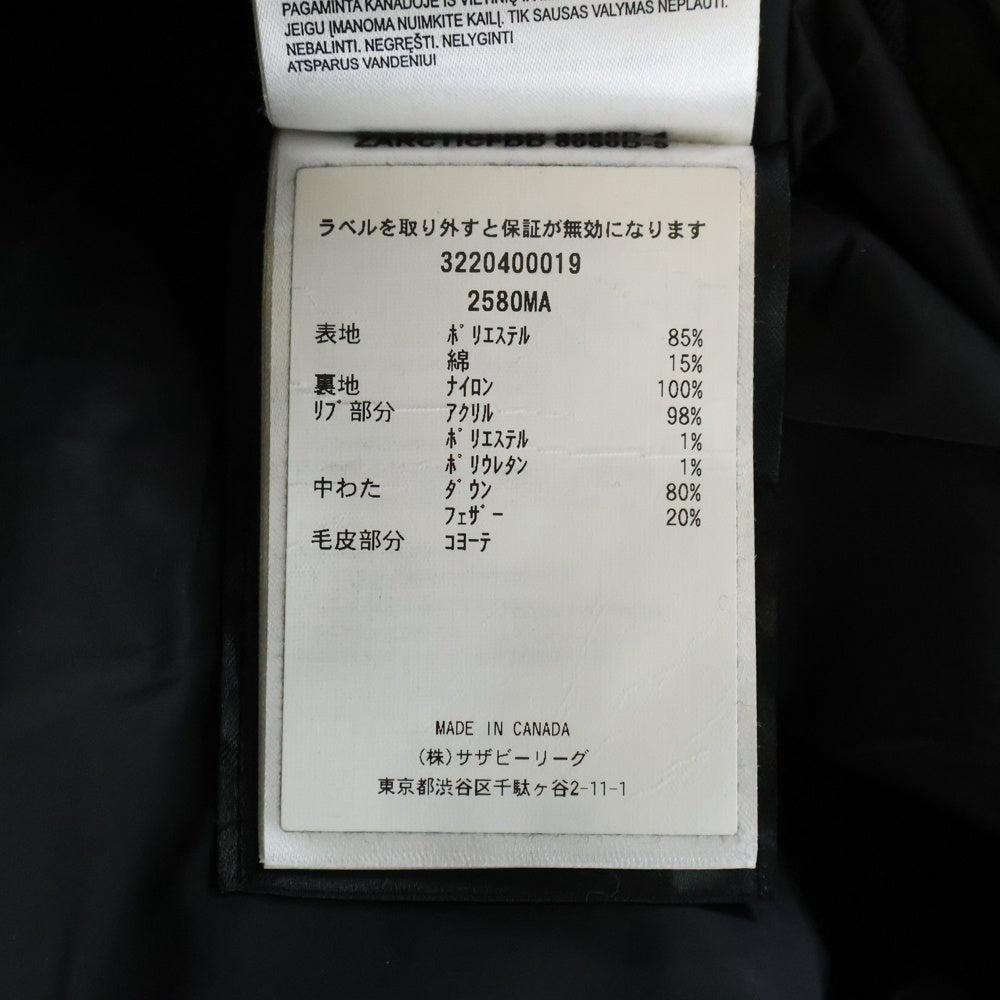 PAGAMINTA KANADOJE IŠ VIETINIŲ
JEIGU ĮMANOMA NUIMKITE KAILĮ. TIK SAUSAS VALYMAS NEPLAUTI.
NEBALINTI. NEGRĘŠTI. NELYGINTI
ATSPARUS VANDENIUI
ラベルを取り外すと保証が無効になります
3220400019
2580MA
表地 ﾎﾟﾘｴｽﾃﾙ 85%
綿 15%
裏地 ﾅｲﾛﾝ 100%
ﾘﾌﾞ部分 ｱｸﾘﾙ 98%
ﾎﾟﾘｴｽﾃﾙ 1%
ﾎﾟﾘｳﾚﾀﾝ 1%
中わた ﾀﾞｳﾝ 80%
ﾌｪｻﾞｰ 20%
毛皮部分 ｺﾖｰﾃ
MADE IN CANADA
(株)サザビーリーグ
東京都渋谷区千駄ヶ谷2-11-1